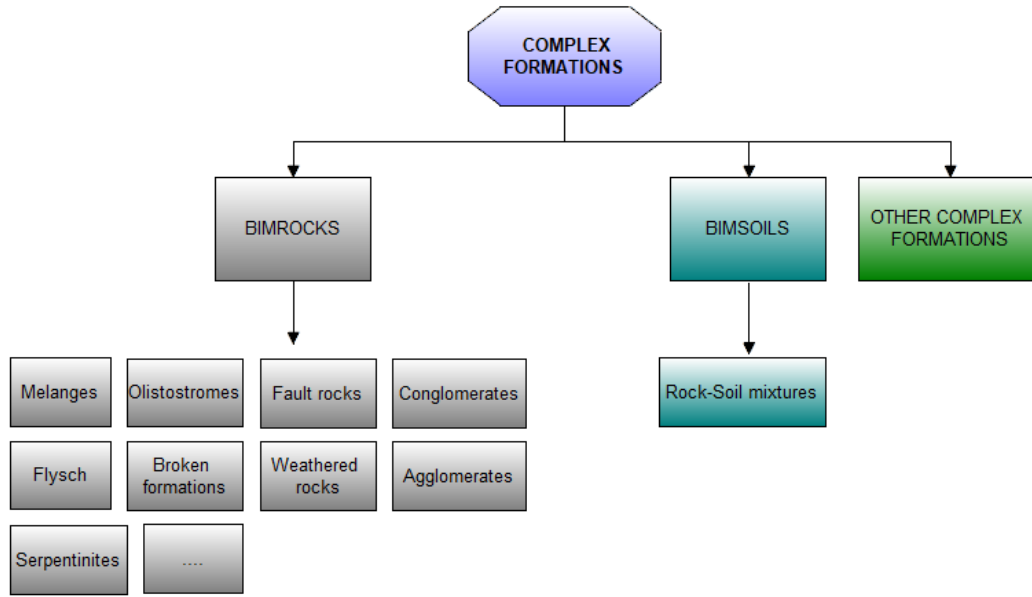 COMPLEX
FORMATIONS
BIMROCKS
BIMSOILS
OTHER COMPLEX
FORMATIONS
Melanges
Olistostromes
Fault rocks
Conglomerates
Rock-Soil mixtures
Flysch
Broken
formations
Weathered
rocks
Agglomerates
Serpentinites
....